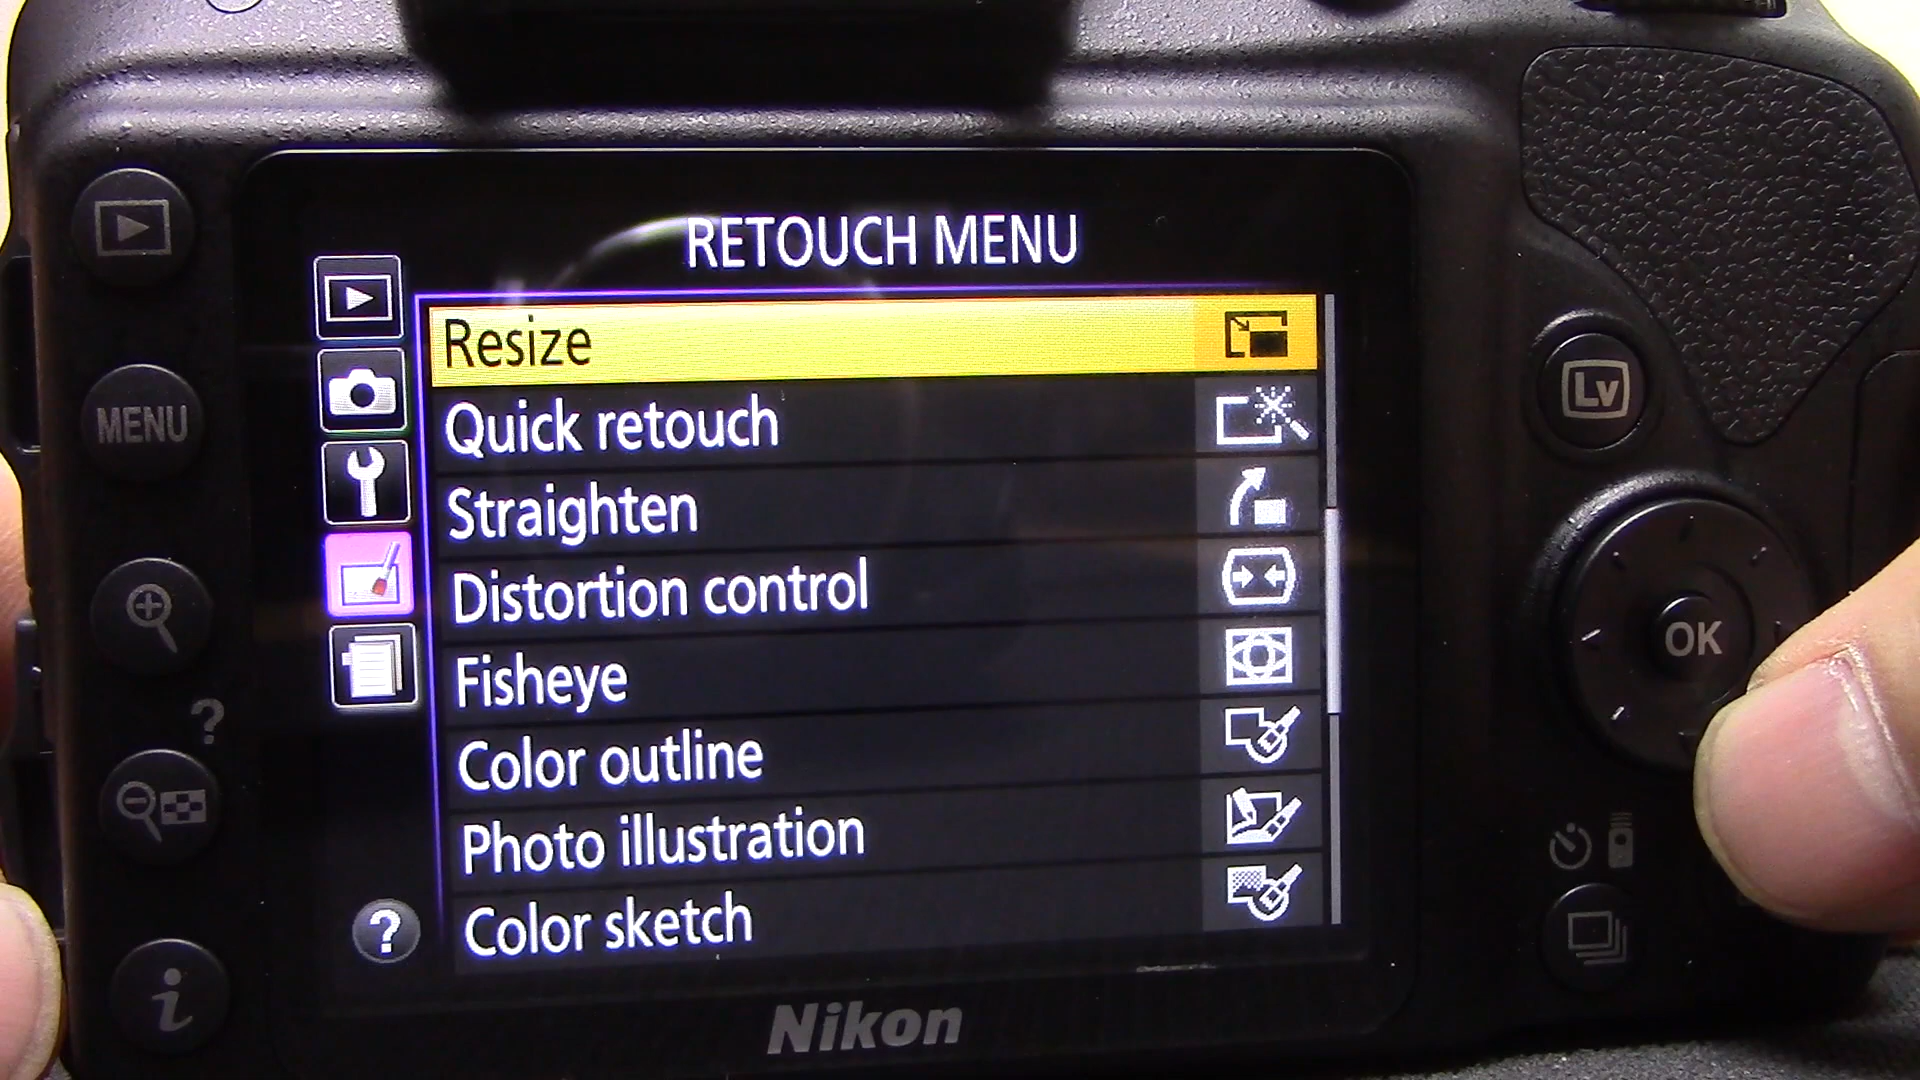 RETOUCH MENU
Resize
Quick retouch
Straighten
Distortion control
Fisheye
Color outline
Photo illustration
Color sketch
MENU
?
?
i
Lv
OK
Nikon